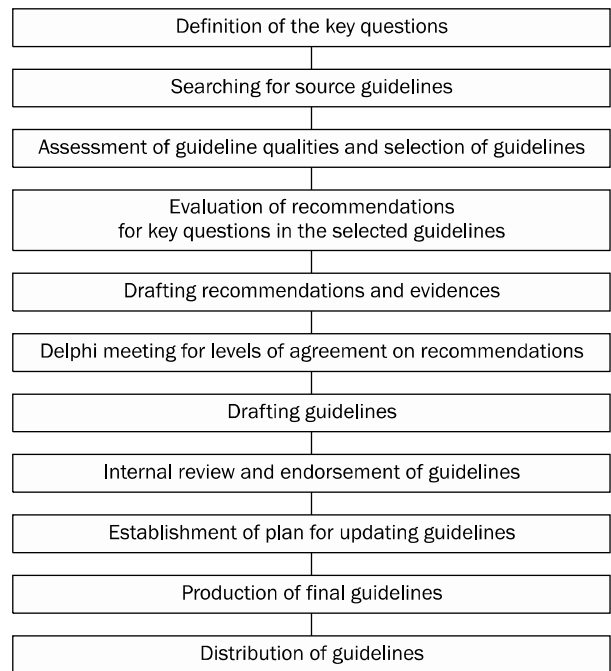 Definition of the key questions
Searching for source guidelines
Assessment of guideline qualities and selection of guidelines
Evaluation of recommendations
for key questions in the selected guidelines
Drafting recommendations and evidences
Delphi meeting for levels of agreement on recommendations
Drafting guidelines
Internal review and endorsement of guidelines
Establishment of plan for updating guidelines
Production of final guidelines
Distribution of guidelines